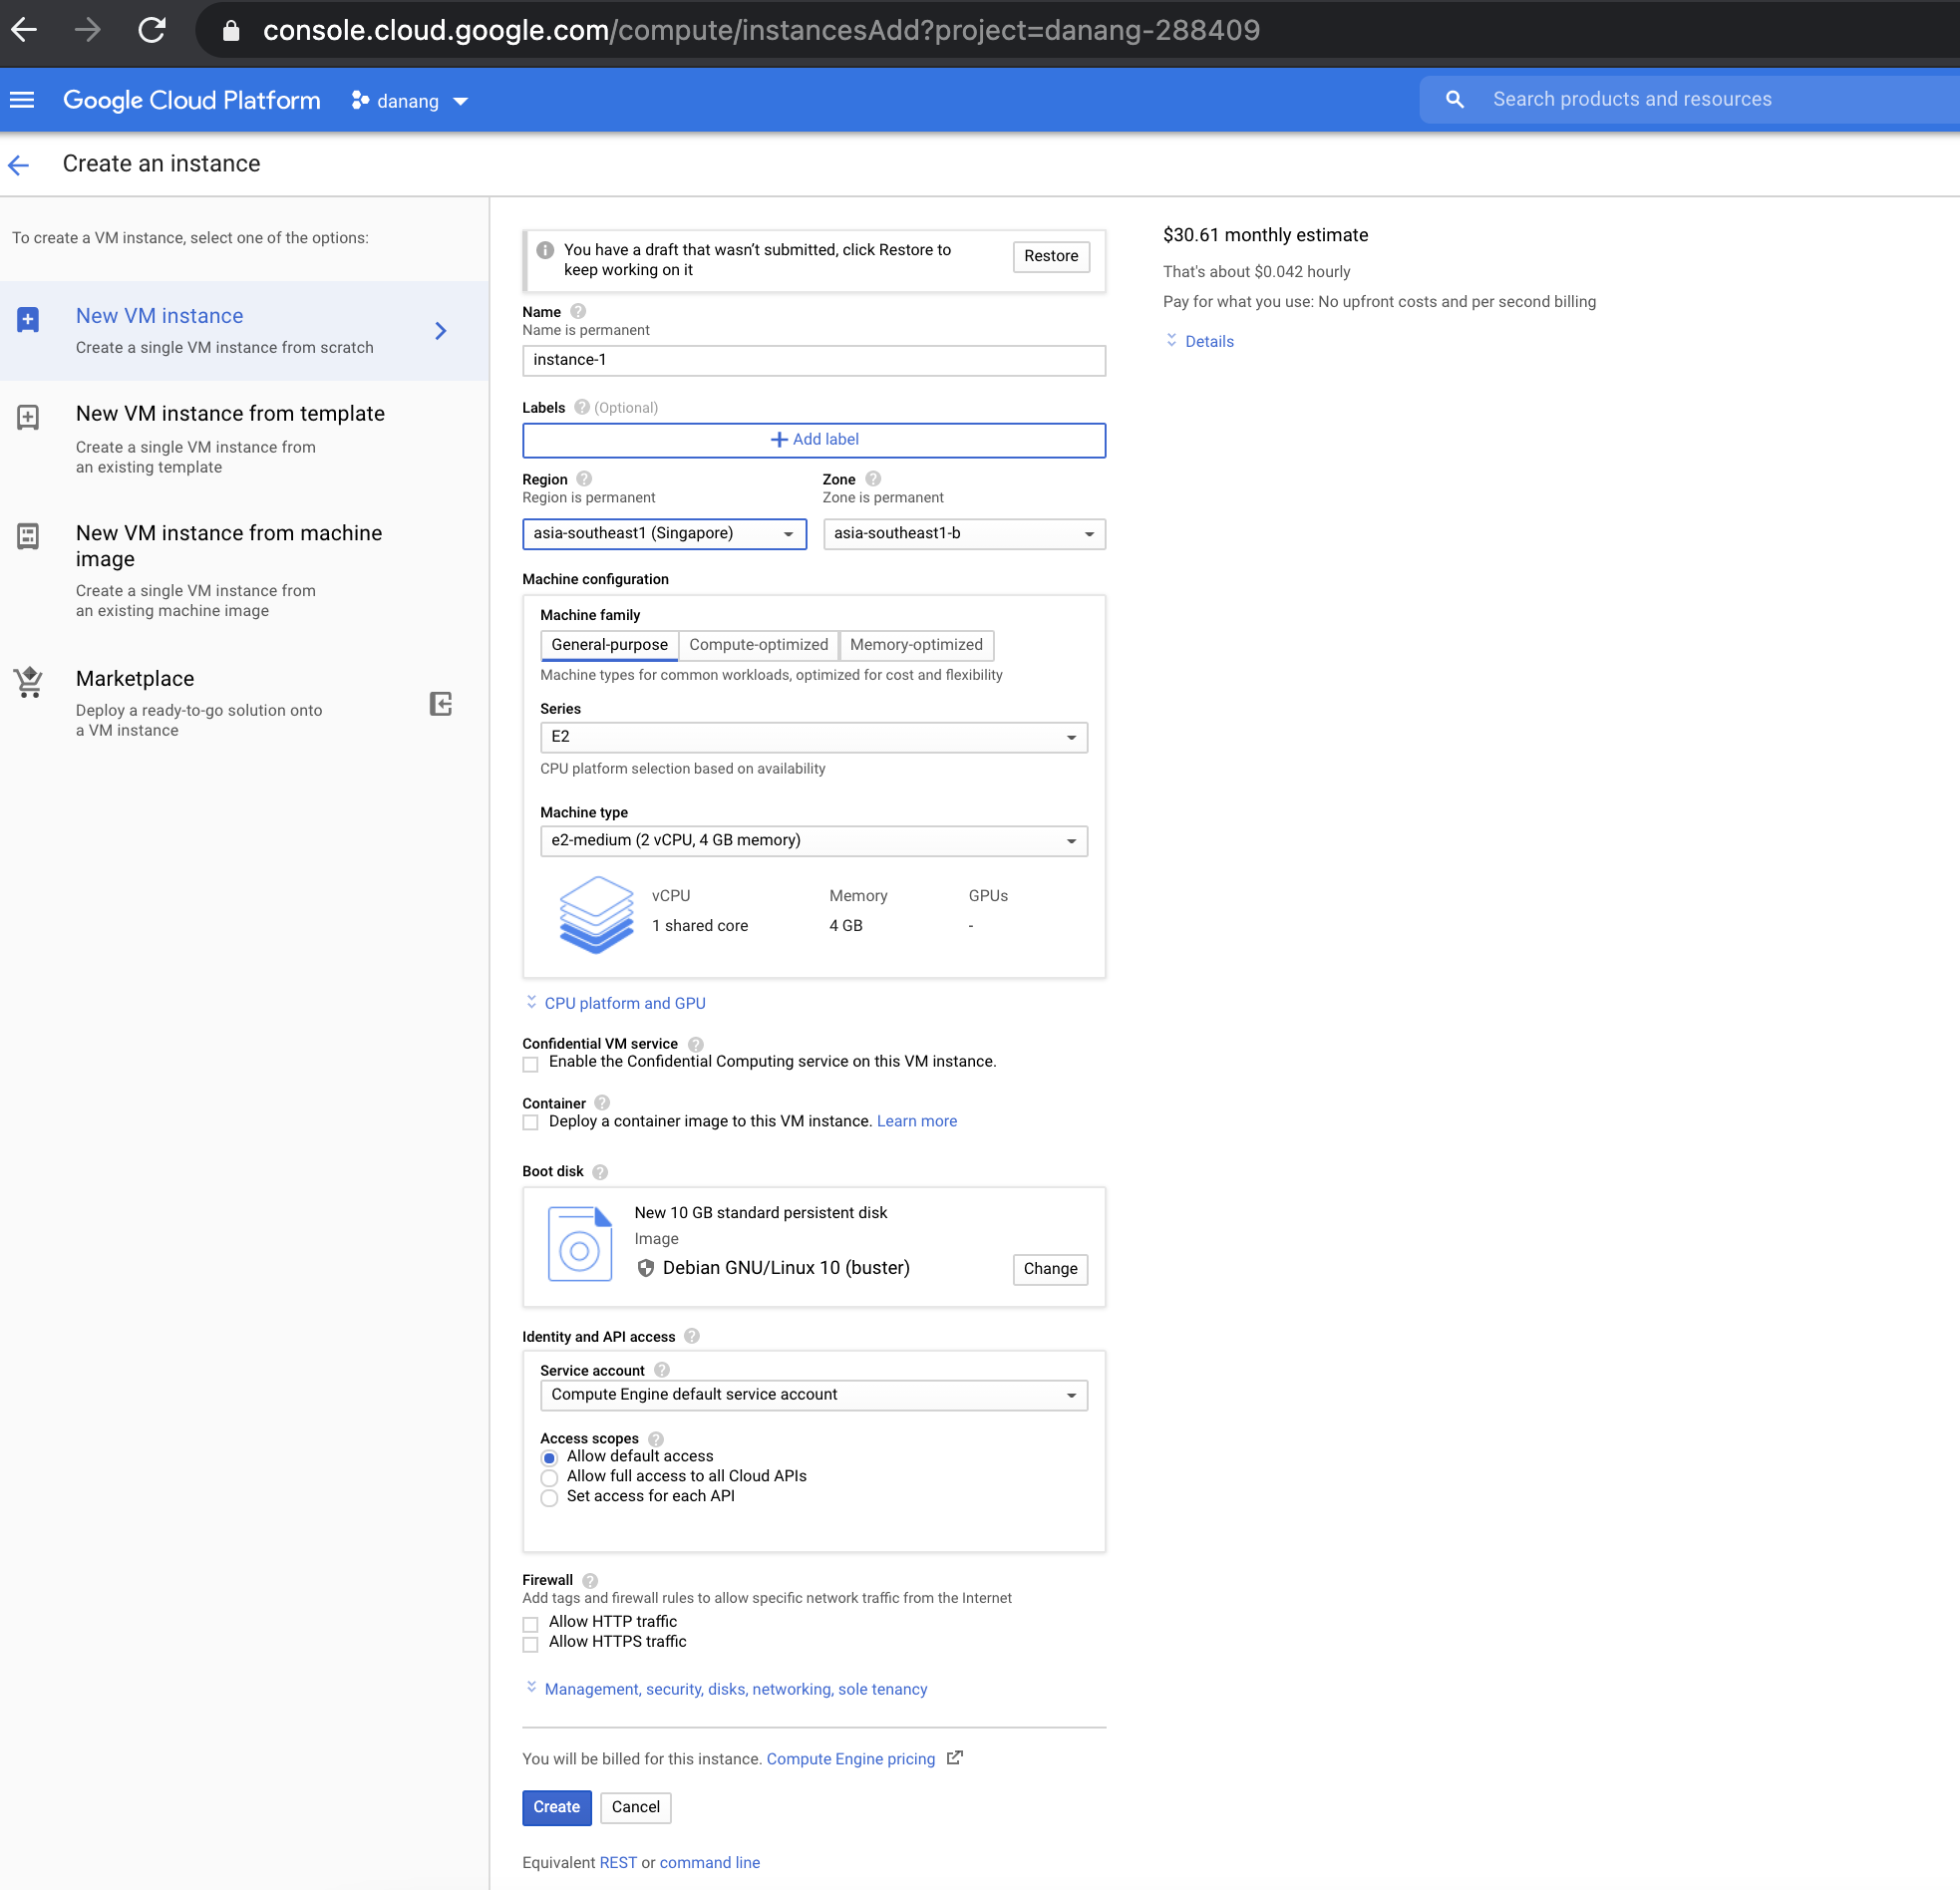 console.cloud.google.com/compute/instancesAdd?project=danang-288409
Google Cloud Platform
danang
Search products and resources
Create an instance
To create a VM instance, select one of the options:
New VM instance
Create a single VM instance from scratch
New VM instance from template
Create a single VM instance from
an existing template
New VM instance from machine
image
Create a single VM instance from
an existing machine image
Marketplace
Deploy a ready-to-go solution onto
a VM instance
You have a draft that wasn’t submitted, click Restore to
keep working on it
Restore
Name
Name is permanent
instance-1
Labels (Optional)
Add label
Region
Region is permanent
asia-southeast1 (Singapore)
Zone
Zone is permanent
asia-southeast1-b
Machine configuration
Machine family
General-purpose Compute-optimized Memory-optimized
Machine types for common workloads, optimized for cost and flexibility
Series
E2
CPU platform selection based on availability
Machine type
e2-medium (2 vCPU, 4 GB memory)
vCPU Memory GPUs
1 shared core 4 GB -
CPU platform and GPU
Confidential VM service
Enable the Confidential Computing service on this VM instance.
Container
Deploy a container image to this VM instance. Learn more
Boot disk
New 10 GB standard persistent disk
Image
Debian GNU/Linux 10 (buster)
Change
Identity and API access
Service account
Compute Engine default service account
Access scopes
Allow default access
Allow full access to all Cloud APIs
Set access for each API
Firewall
Add tags and firewall rules to allow specific network traffic from the Internet
Allow HTTP traffic
Allow HTTPS traffic
Management, security, disks, networking, sole tenancy
You will be billed for this instance. Compute Engine pricing
Create Cancel
Equivalent REST or command line
$30.61 monthly estimate
That's about $0.042 hourly
Pay for what you use: No upfront costs and per second billing
Details